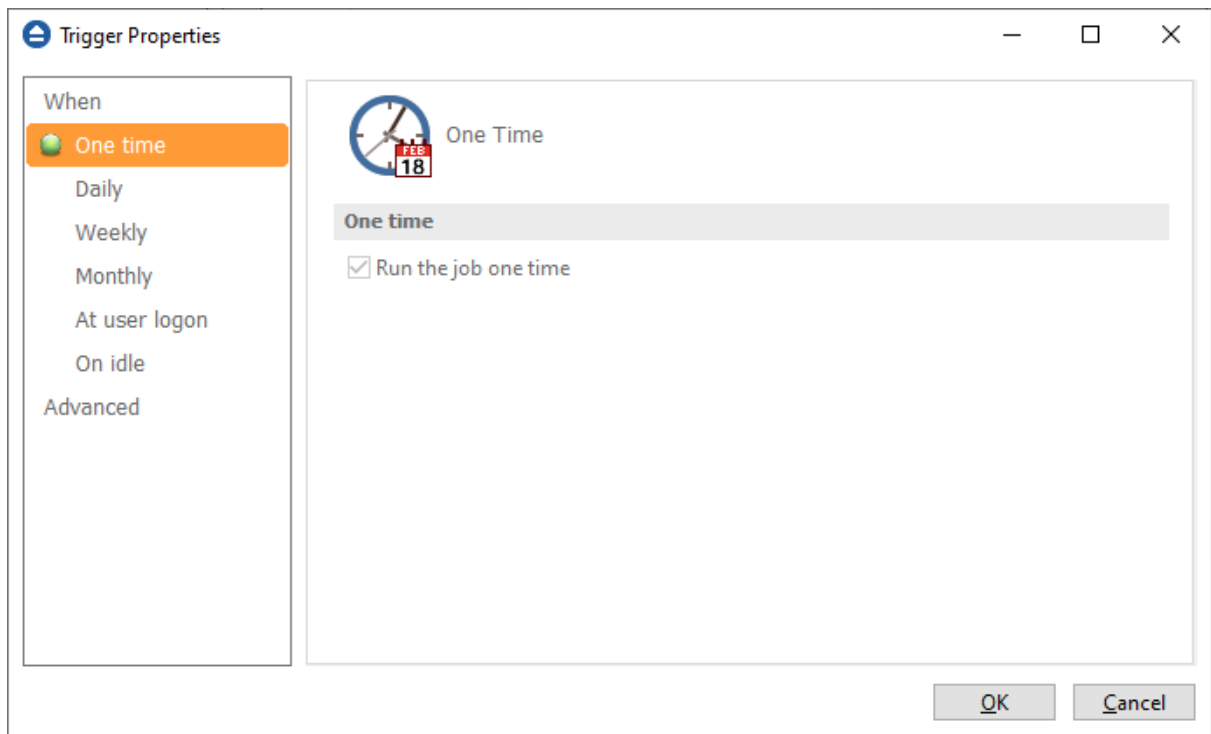 Trigger Properties
When
One time
Daily
Weekly
Monthly
At user logon
On idle
Advanced
FEB
18
One Time
One time
Run the job one time
OK
Cancel